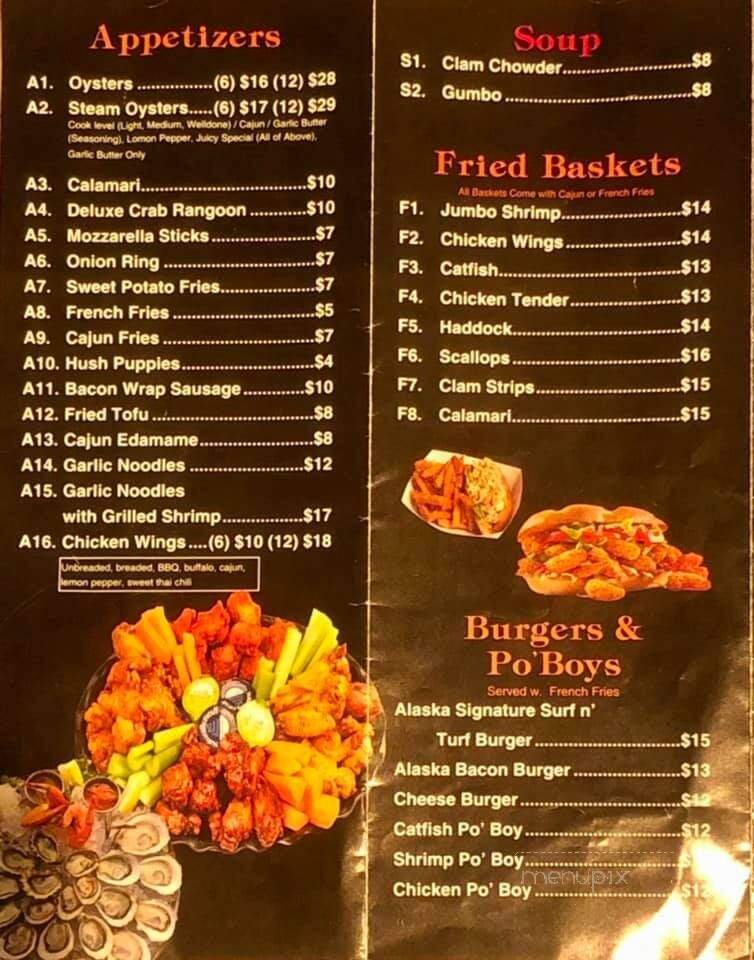 Appetizers
A1. Oysters ...............(6) $16 (12) $28
A2. Steam Oysters.....(6) $17 (12) $29
Cook level (Light, Medium, Welldone) / Cajun / Garlic Butter
(Seasoning), Lomon Pepper, Juicy Special (All of Above),
Garlic Butter Only
A3. Calamari.................................$10
A4. Deluxe Crab Rangoon ...........$10
A5. Mozzarella Sticks.....................$7
A6. Onion Ring .............................$7
A7. Sweet Potato Fries...................$7
A8. French Fries ...........................$5
A9. Cajun Fries .............................$7
A10. Hush Puppies.........................$4
A11. Bacon Wrap Sausage............$10
A12. Fried Tofu ..............................$8
A13. Cajun Edamame.....................$8
A14. Garlic Noodles ......................$12
A15. Garlic Noodles
with Grilled Shrimp................$17
A16. Chicken Wings....(6) $10 (12) $18
Unbreaded, breaded, BBQ, buffalo, cajun,
lemon pepper, sweet thai chili
Soup
S1. Clam Chowder.........................$8
S2. Gumbo ....................................$8
Fried Baskets
All Baskets Come with Cajun or French Fries
F1. Jumbo Shrimp.......................$14
F2. Chicken Wings ......................$14
F3. Catfish...................................$13
F4. Chicken Tender.....................$13
F5. Haddock................................$14
F6. Scallops ................................$16
F7. Clam Strips............................$15
F8. Calamari................................$15
Burgers &
Po'Boys
Served w. French Fries
Alaska Signature Surf n'
Turf Burger ............................$15
Alaska Bacon Burger .....................$13
Cheese Burger...............................$12
Catfish Po' Boy..............................$12
Shrimp Po' Boy..............................
menupix
Chicken Po' Boy ............................$12